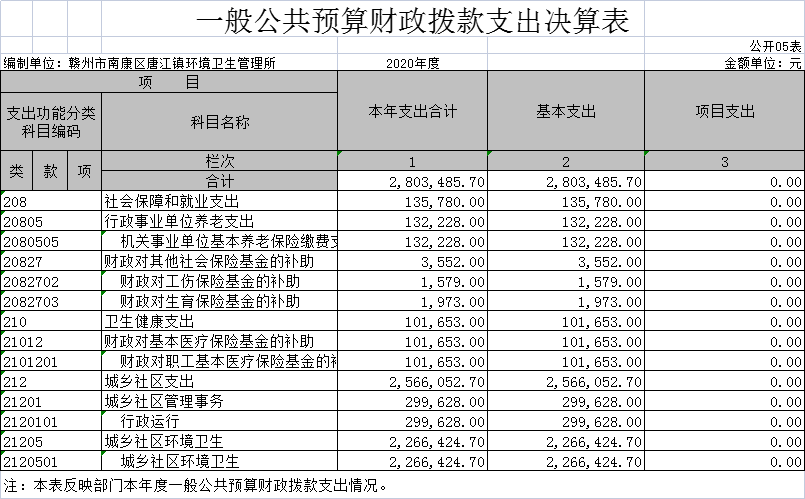 一般公共预算财政拨款支出决算表
公开05表
编制单位：赣州市南康区唐江镇环境卫生管理所 2020年度 金额单位：元
项 目 本年支出合计 基本支出 项目支出
支出功能分类科目编码 科目名称
类 款 项 栏次 1 2 3
合计 2,803,485.70 2,803,485.70 0.00
208 社会保障和就业支出 135,780.00 135,780.00 0.00
20805 行政事业单位养老支出 132,228.00 132,228.00 0.00
2080505 机关事业单位基本养老保险缴费支 132,228.00 132,228.00 0.00
20827 财政对其他社会保险基金的补助 3,552.00 3,552.00 0.00
2082702 财政对工伤保险基金的补助 1,579.00 1,579.00 0.00
2082703 财政对生育保险基金的补助 1,973.00 1,973.00 0.00
210 卫生健康支出 101,653.00 101,653.00 0.00
21012 财政对基本医疗保险基金的补助 101,653.00 101,653.00 0.00
2101201 财政对职工基本医疗保险基金的补 101,653.00 101,653.00 0.00
212 城乡社区支出 2,566,052.70 2,566,052.70 0.00
21201 城乡社区管理事务 299,628.00 299,628.00 0.00
2120101 行政运行 299,628.00 299,628.00 0.00
21205 城乡社区环境卫生 2,266,424.70 2,266,424.70 0.00
2120501 城乡社区环境卫生 2,266,424.70 2,266,424.70 0.00
注：本表反映部门本年度一般公共预算财政拨款支出情况。